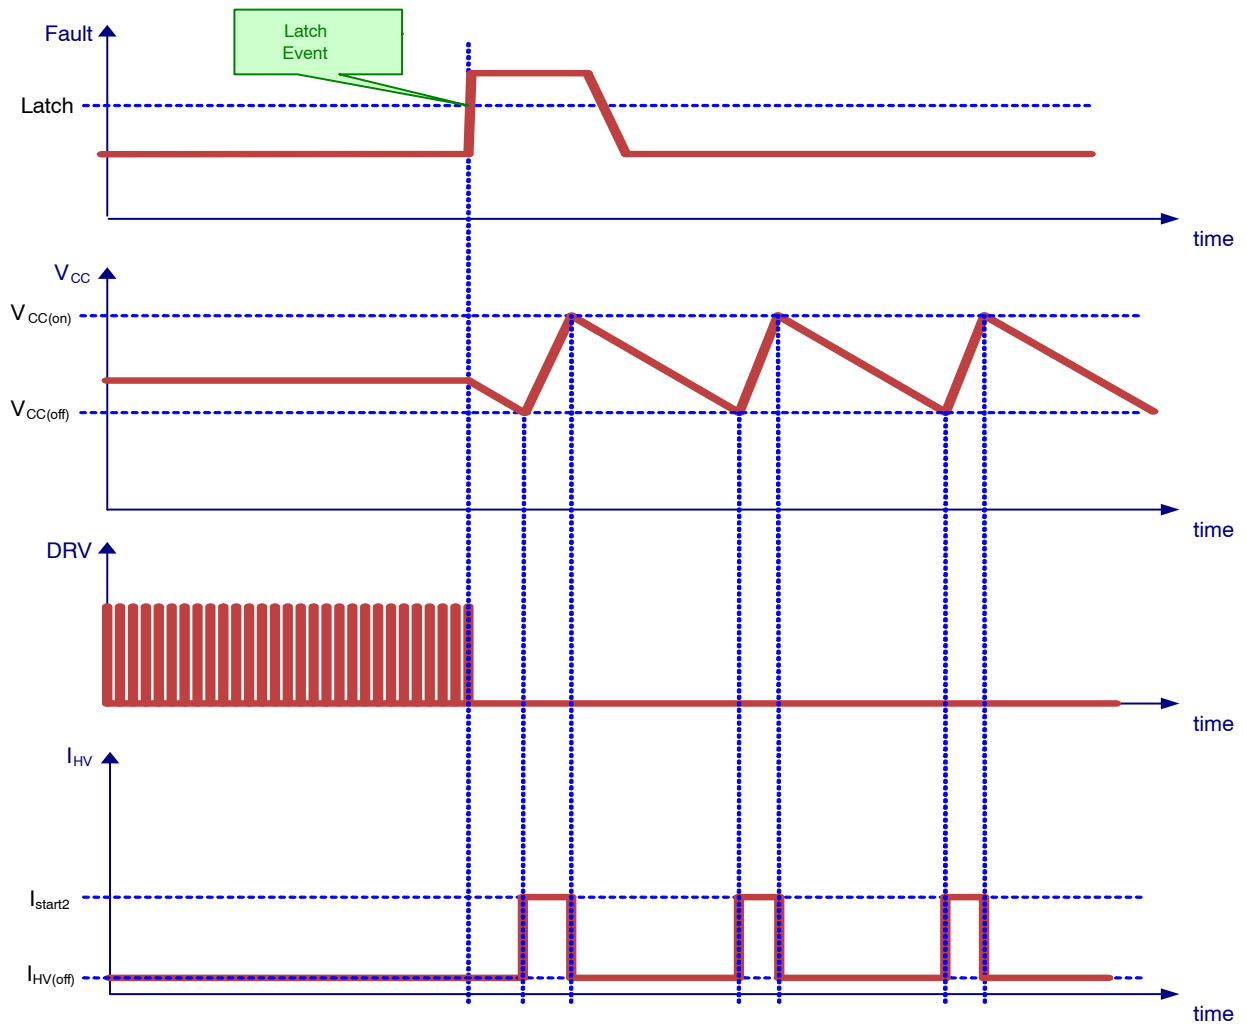 Fault
Latch
Event
Latch
time
VCC
VCC(on)
VCC(off)
time
DRV
time
IHV
Istart2
IHV(off)
time